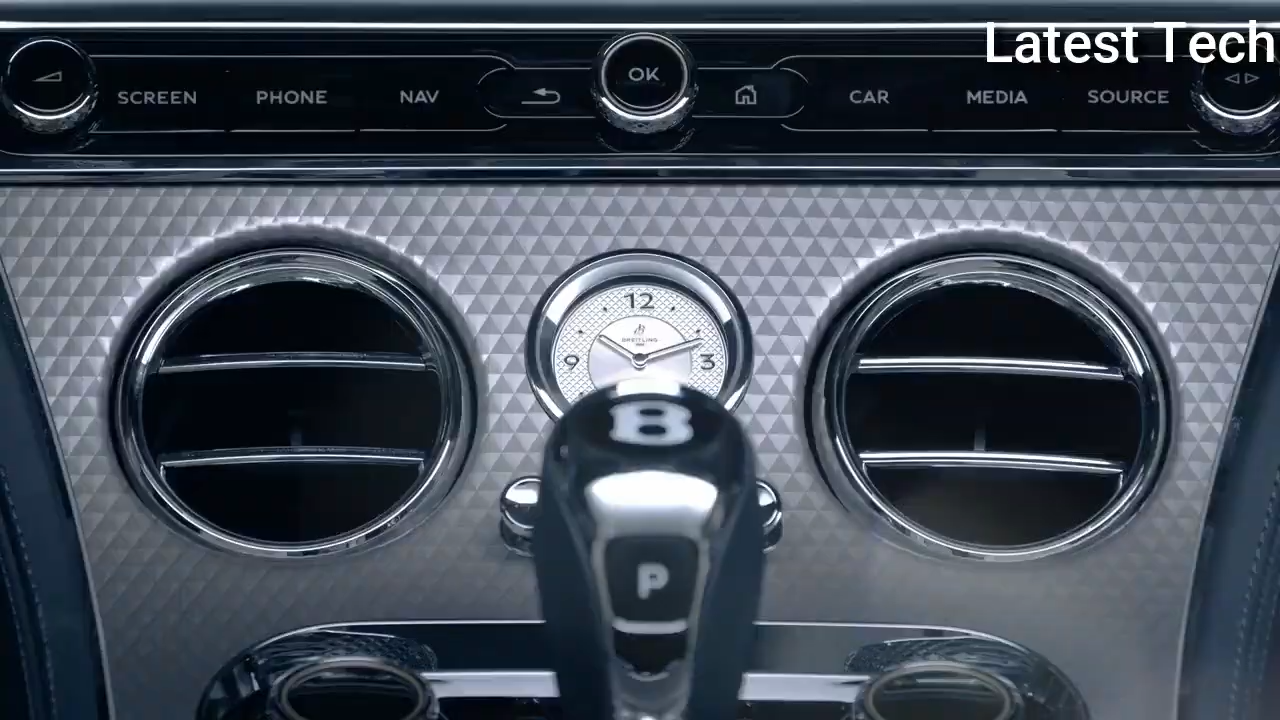 Latest Tech
SCREEN PHONE NAV OK CAR MEDIA SOURCE
12
BREITLING
9 3
B
P